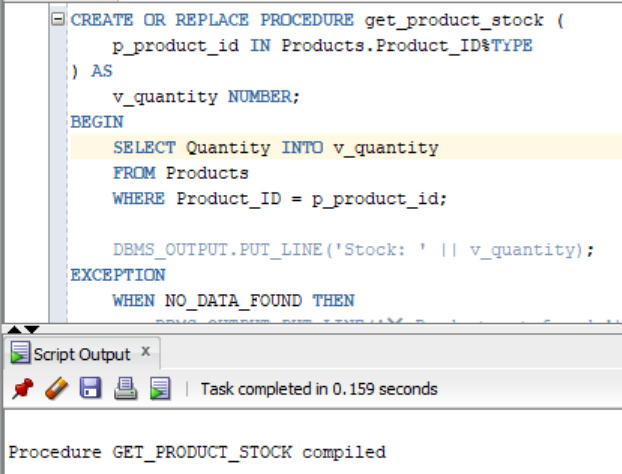 CREATE OR REPLACE PROCEDURE get_product_stock (
p_product_id IN Products.Product_ID%TYPE
) AS
v_quantity NUMBER;
BEGIN
SELECT Quantity INTO v_quantity
FROM Products
WHERE Product_ID = p_product_id;
DBMS_OUTPUT.PUT_LINE('Stock: ' || v_quantity);
EXCEPTION
WHEN NO_DATA_FOUND THEN
Script Output x
Task completed in 0.159 seconds
Procedure GET_PRODUCT_STOCK compiled